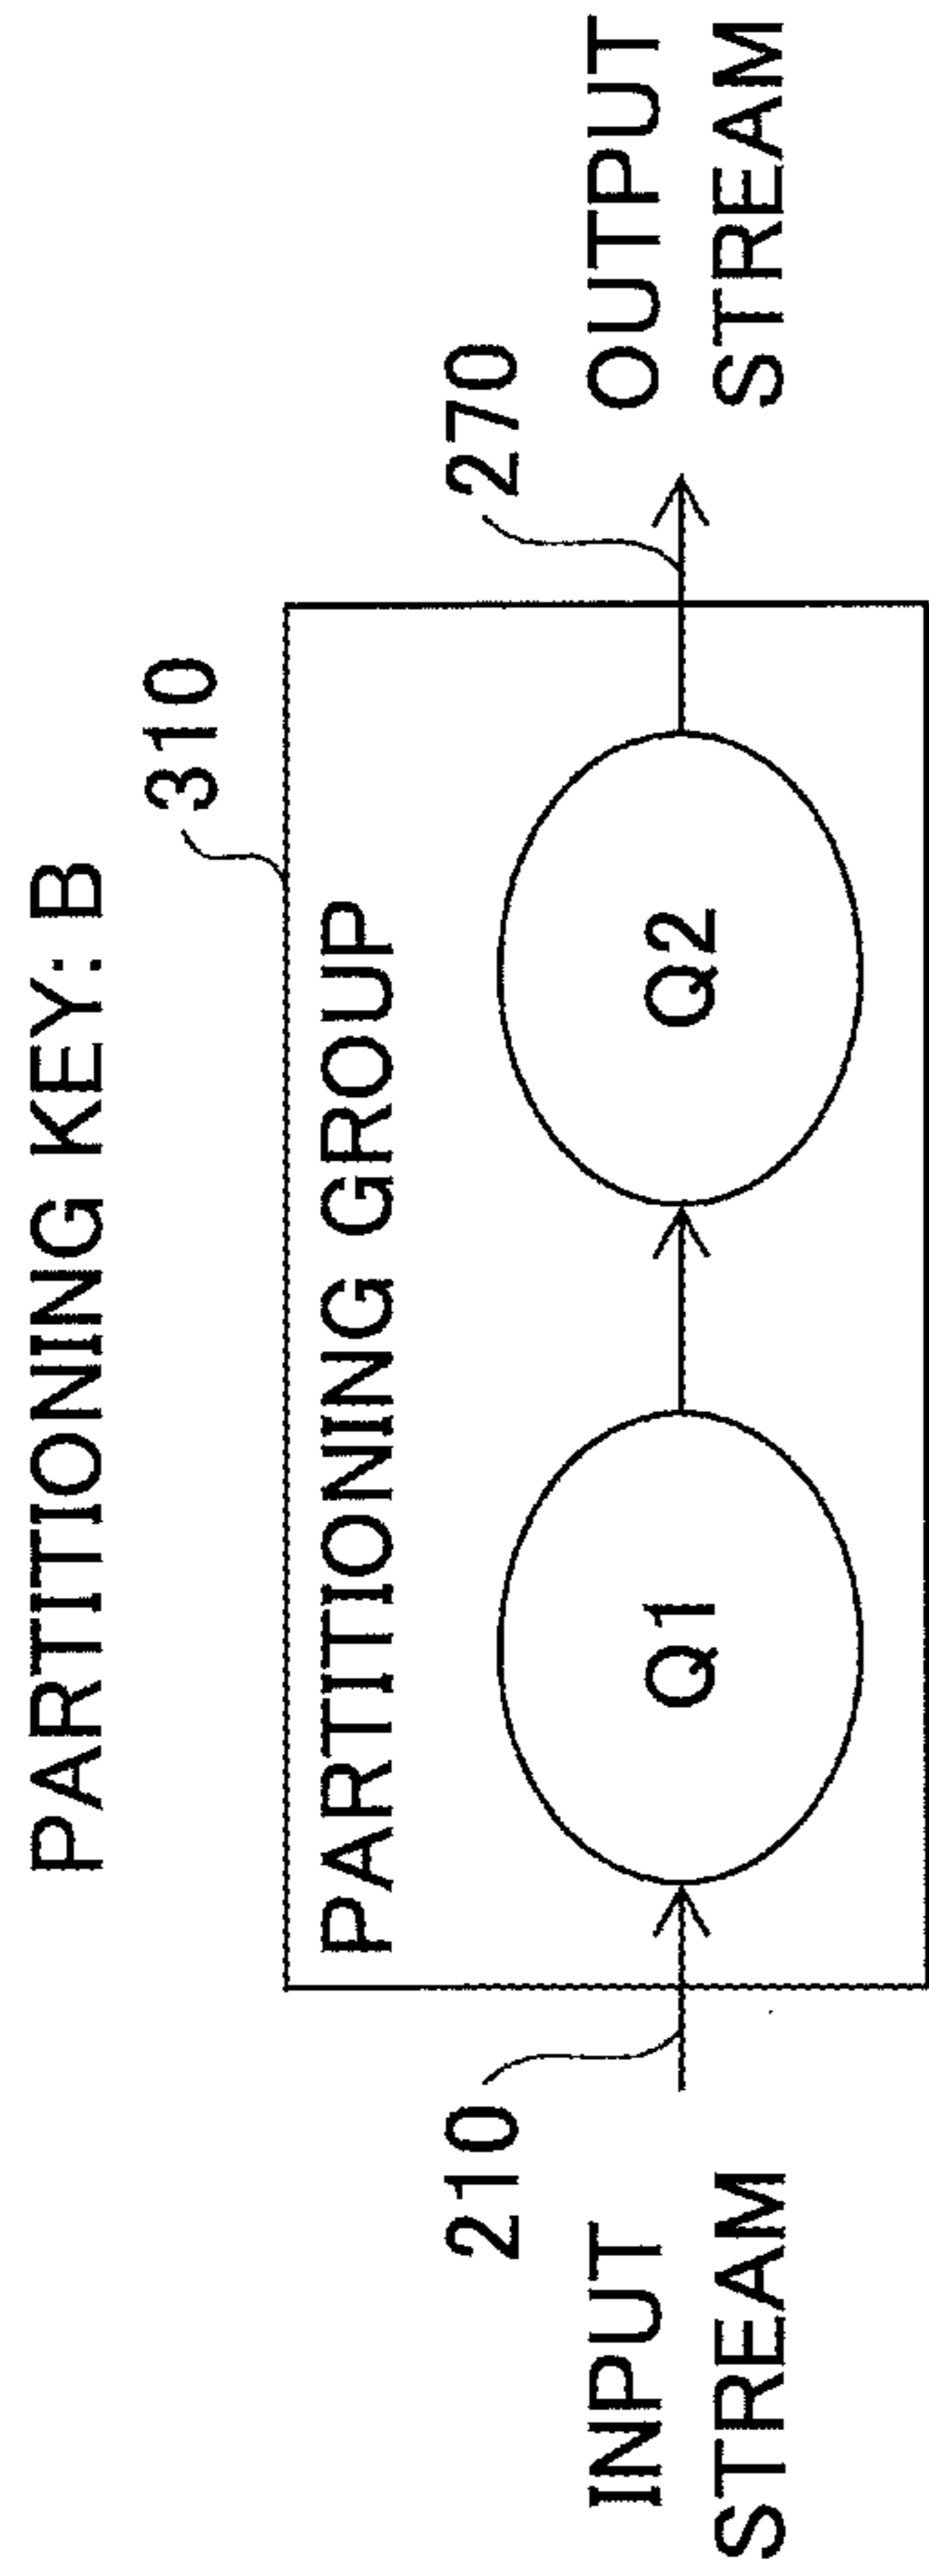 PARTITIONING KEY: B
310
PARTITIONING GROUP
210
270
INPUT
STREAM
Q1
Q2
OUTPUT
STREAM